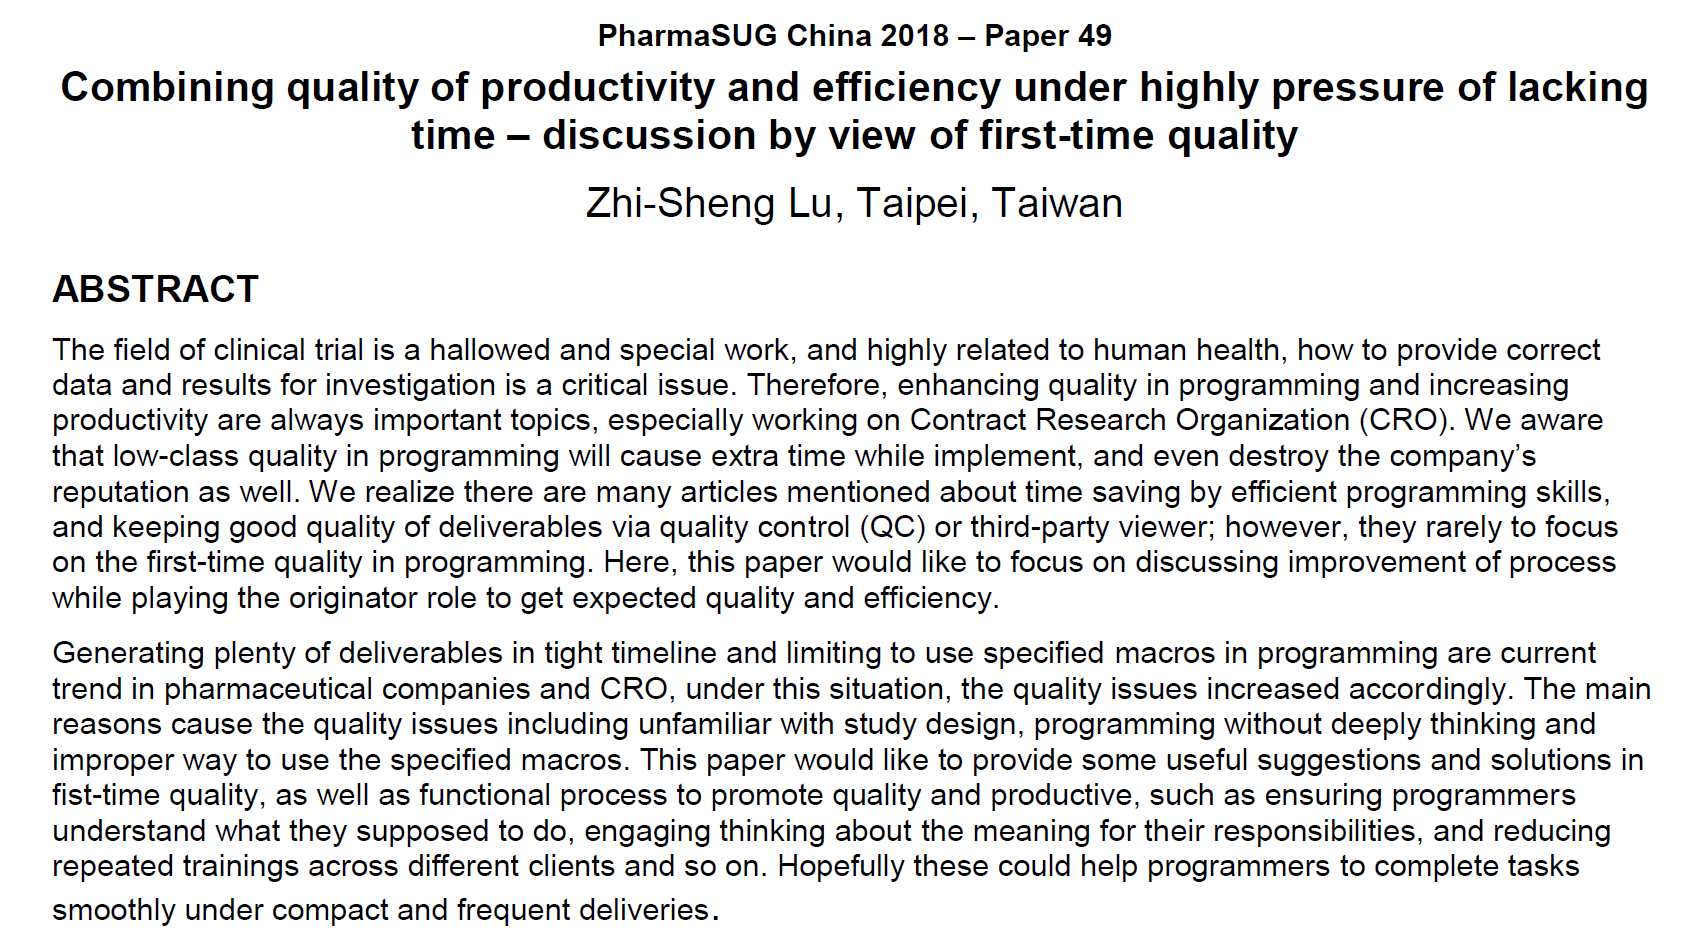 PharmaSUG China 2018 – Paper 49
Combining quality of productivity and efficiency under highly pressure of lacking
time – discussion by view of first-time quality
Zhi-Sheng Lu, Taipei, Taiwan
ABSTRACT
The field of clinical trial is a hallowed and special work, and highly related to human health, how to provide correct
data and results for investigation is a critical issue. Therefore, enhancing quality in programming and increasing
productivity are always important topics, especially working on Contract Research Organization (CRO). We aware
that low-class quality in programming will cause extra time while implement, and even destroy the company’s
reputation as well. We realize there are many articles mentioned about time saving by efficient programming skills,
and keeping good quality of deliverables via quality control (QC) or third-party viewer; however, they rarely to focus
on the first-time quality in programming. Here, this paper would like to focus on discussing improvement of process
while playing the originator role to get expected quality and efficiency.
Generating plenty of deliverables in tight timeline and limiting to use specified macros in programming are current
trend in pharmaceutical companies and CRO, under this situation, the quality issues increased accordingly. The main
reasons cause the quality issues including unfamiliar with study design, programming without deeply thinking and
improper way to use the specified macros. This paper would like to provide some useful suggestions and solutions in
fist-time quality, as well as functional process to promote quality and productive, such as ensuring programmers
understand what they supposed to do, engaging thinking about the meaning for their responsibilities, and reducing
repeated trainings across different clients and so on. Hopefully these could help programmers to complete tasks
smoothly under compact and frequent deliveries.